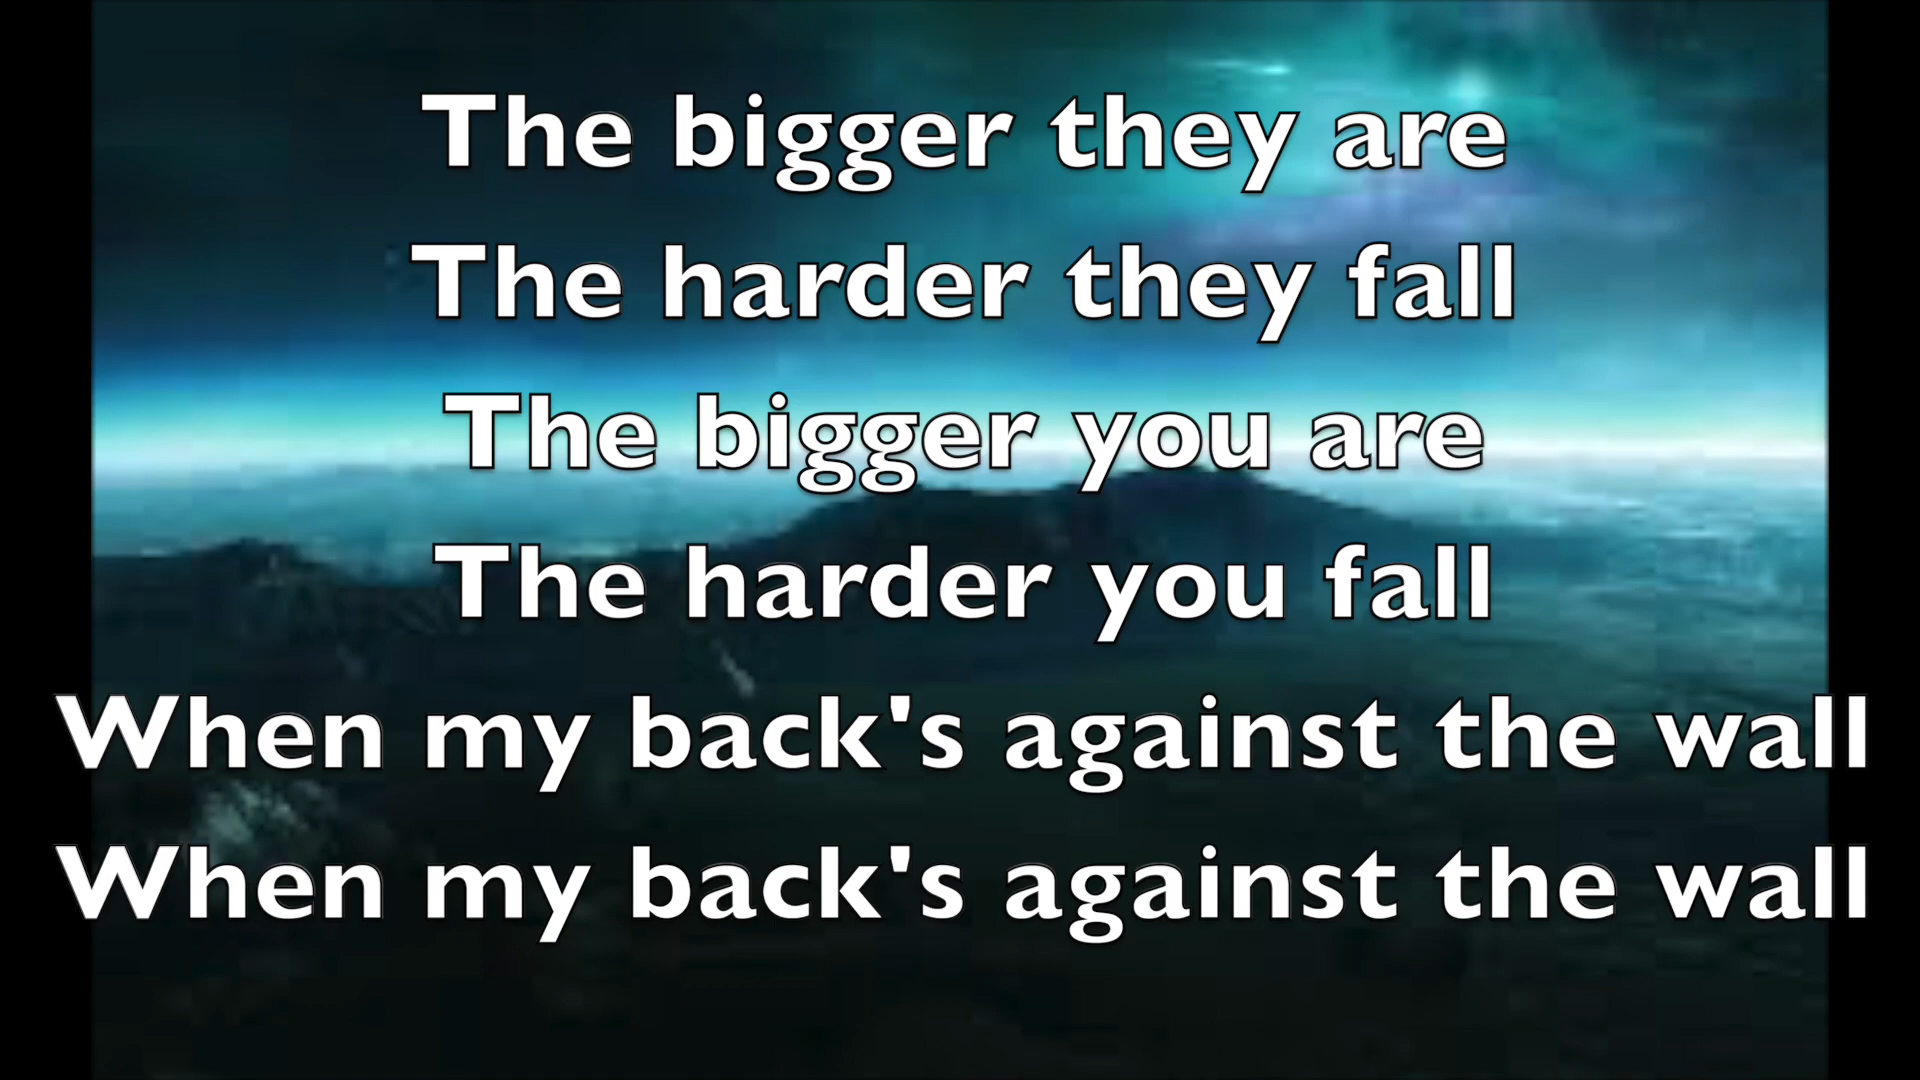 The bigger they are
The harder they fall
The bigger you are
The harder you fall
When my back's against the wall
When my back's against the wall